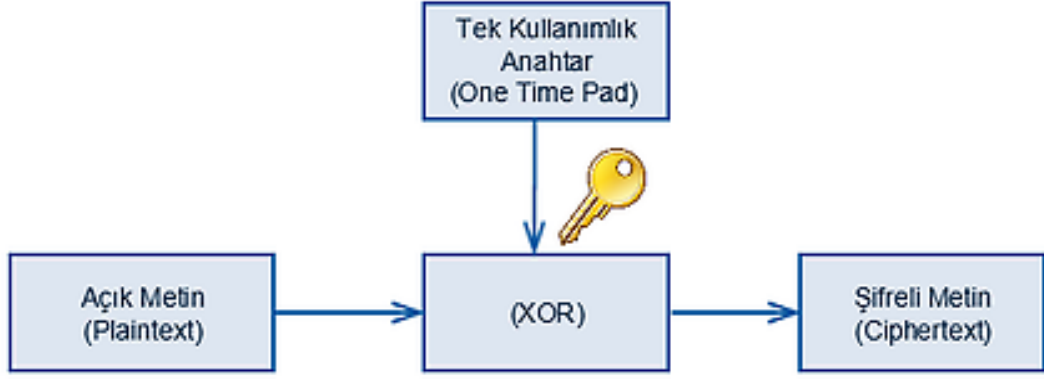 Tek Kullanımlık
Anahtar
(One Time Pad)
Açık Metin
(Plaintext)
(XOR)
Şifreli Metin
(Ciphertext)